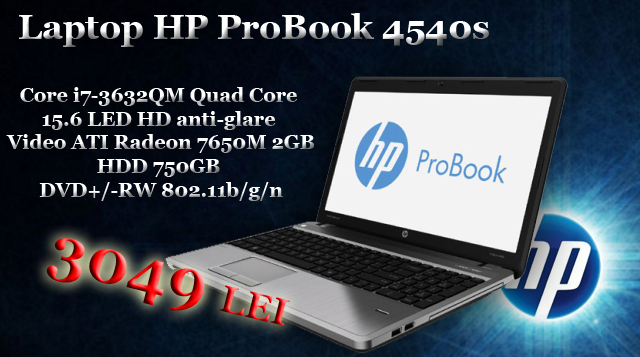 Laptop HP ProBook 4540s
Core i7-3632QM Quad Core
15.6 LED HD anti-glare
Video ATI Radeon 7650M 2GB
HDD 750GB
DVD+/-RW 802.11b/g/n
hp
ProBook
hp
3049 LEI
hp